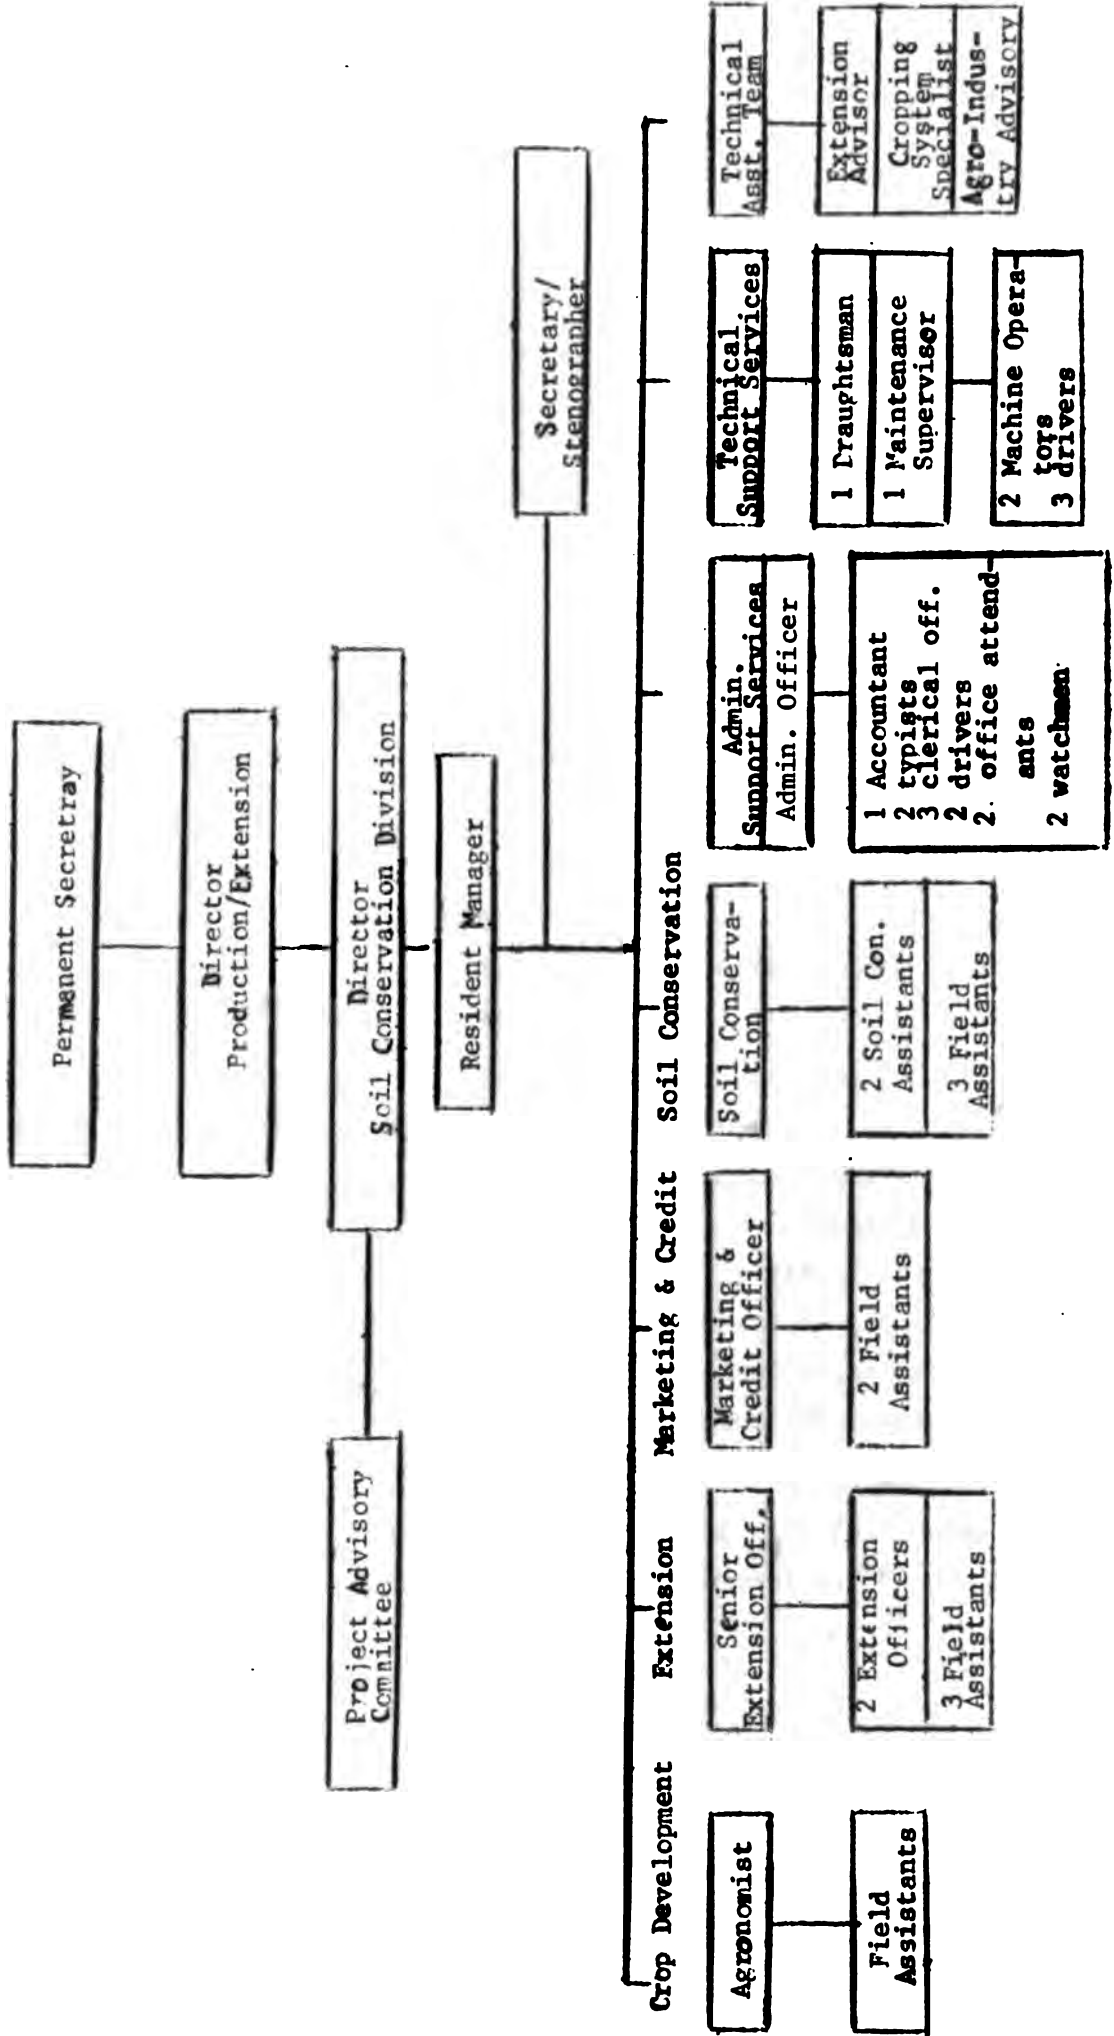 Permanent Secretray
Director
Production/Extension
Director
Soil Conservation Division
Project Advisory
Committee
Resident Manager
Secretary/
Stenographer
Crop Development
Extension
Marketing & Credit
Soil Conservation
Agronomist
Field
Assistants
Senior
Extension Off.
2 Extension
Officers
3 Field
Assistants
Marketing &
Credit Officer
2 Field
Assistants
Soil Conserva-
tion
2 Soil Con.
Assistants
3 Field
Assistants
Admin.
Support Services
Admin. Officer
1 Accountant
2 typists
3 clerical off.
2 drivers
2. office attend-
ants
2 watchmen
Technical
Support Services
1 Draughtsman
1 Maintenance
Supervisor
2 Machine Opera-
tors
3 drivers
Technical
Asst. Team
Extension
Advisor
Cropping
System
Specialist
Agro-Indus-
try Advisory